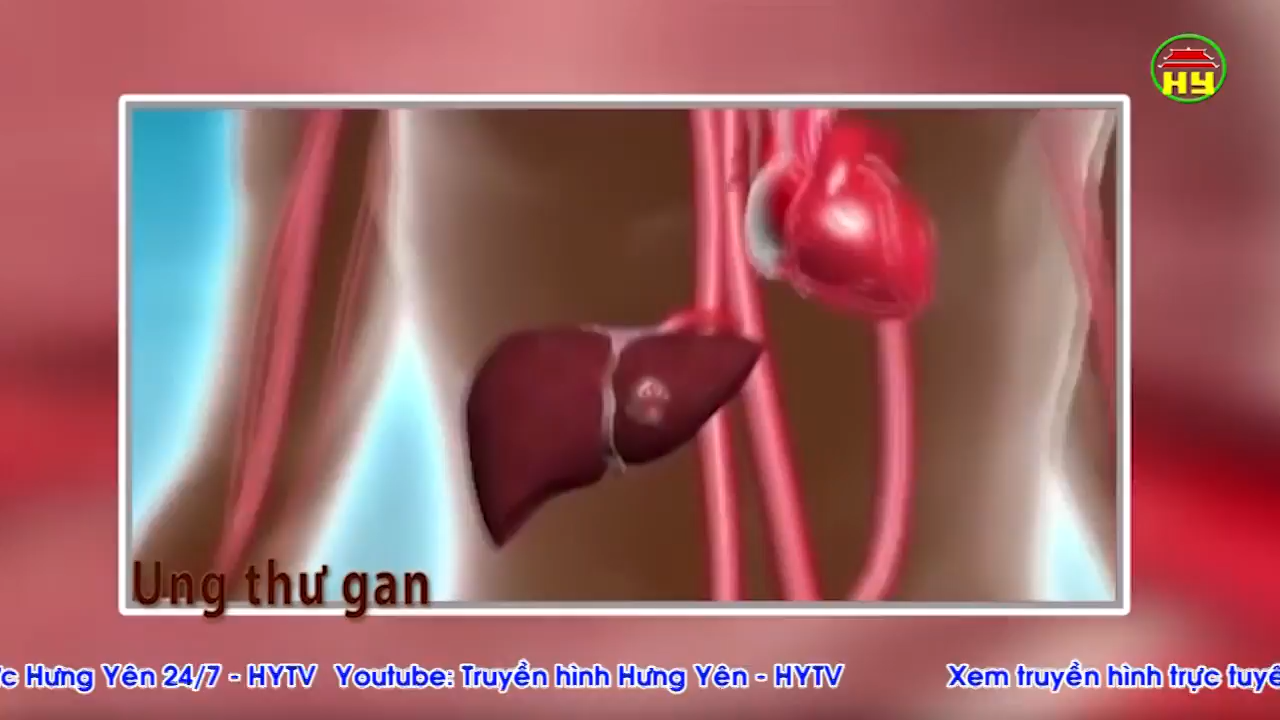 HY
Ung thư gan
Hưng Yên 24/7 - HYTV Youtube: Truyền hình Hưng Yên - HYTV Xem truyền hình trực